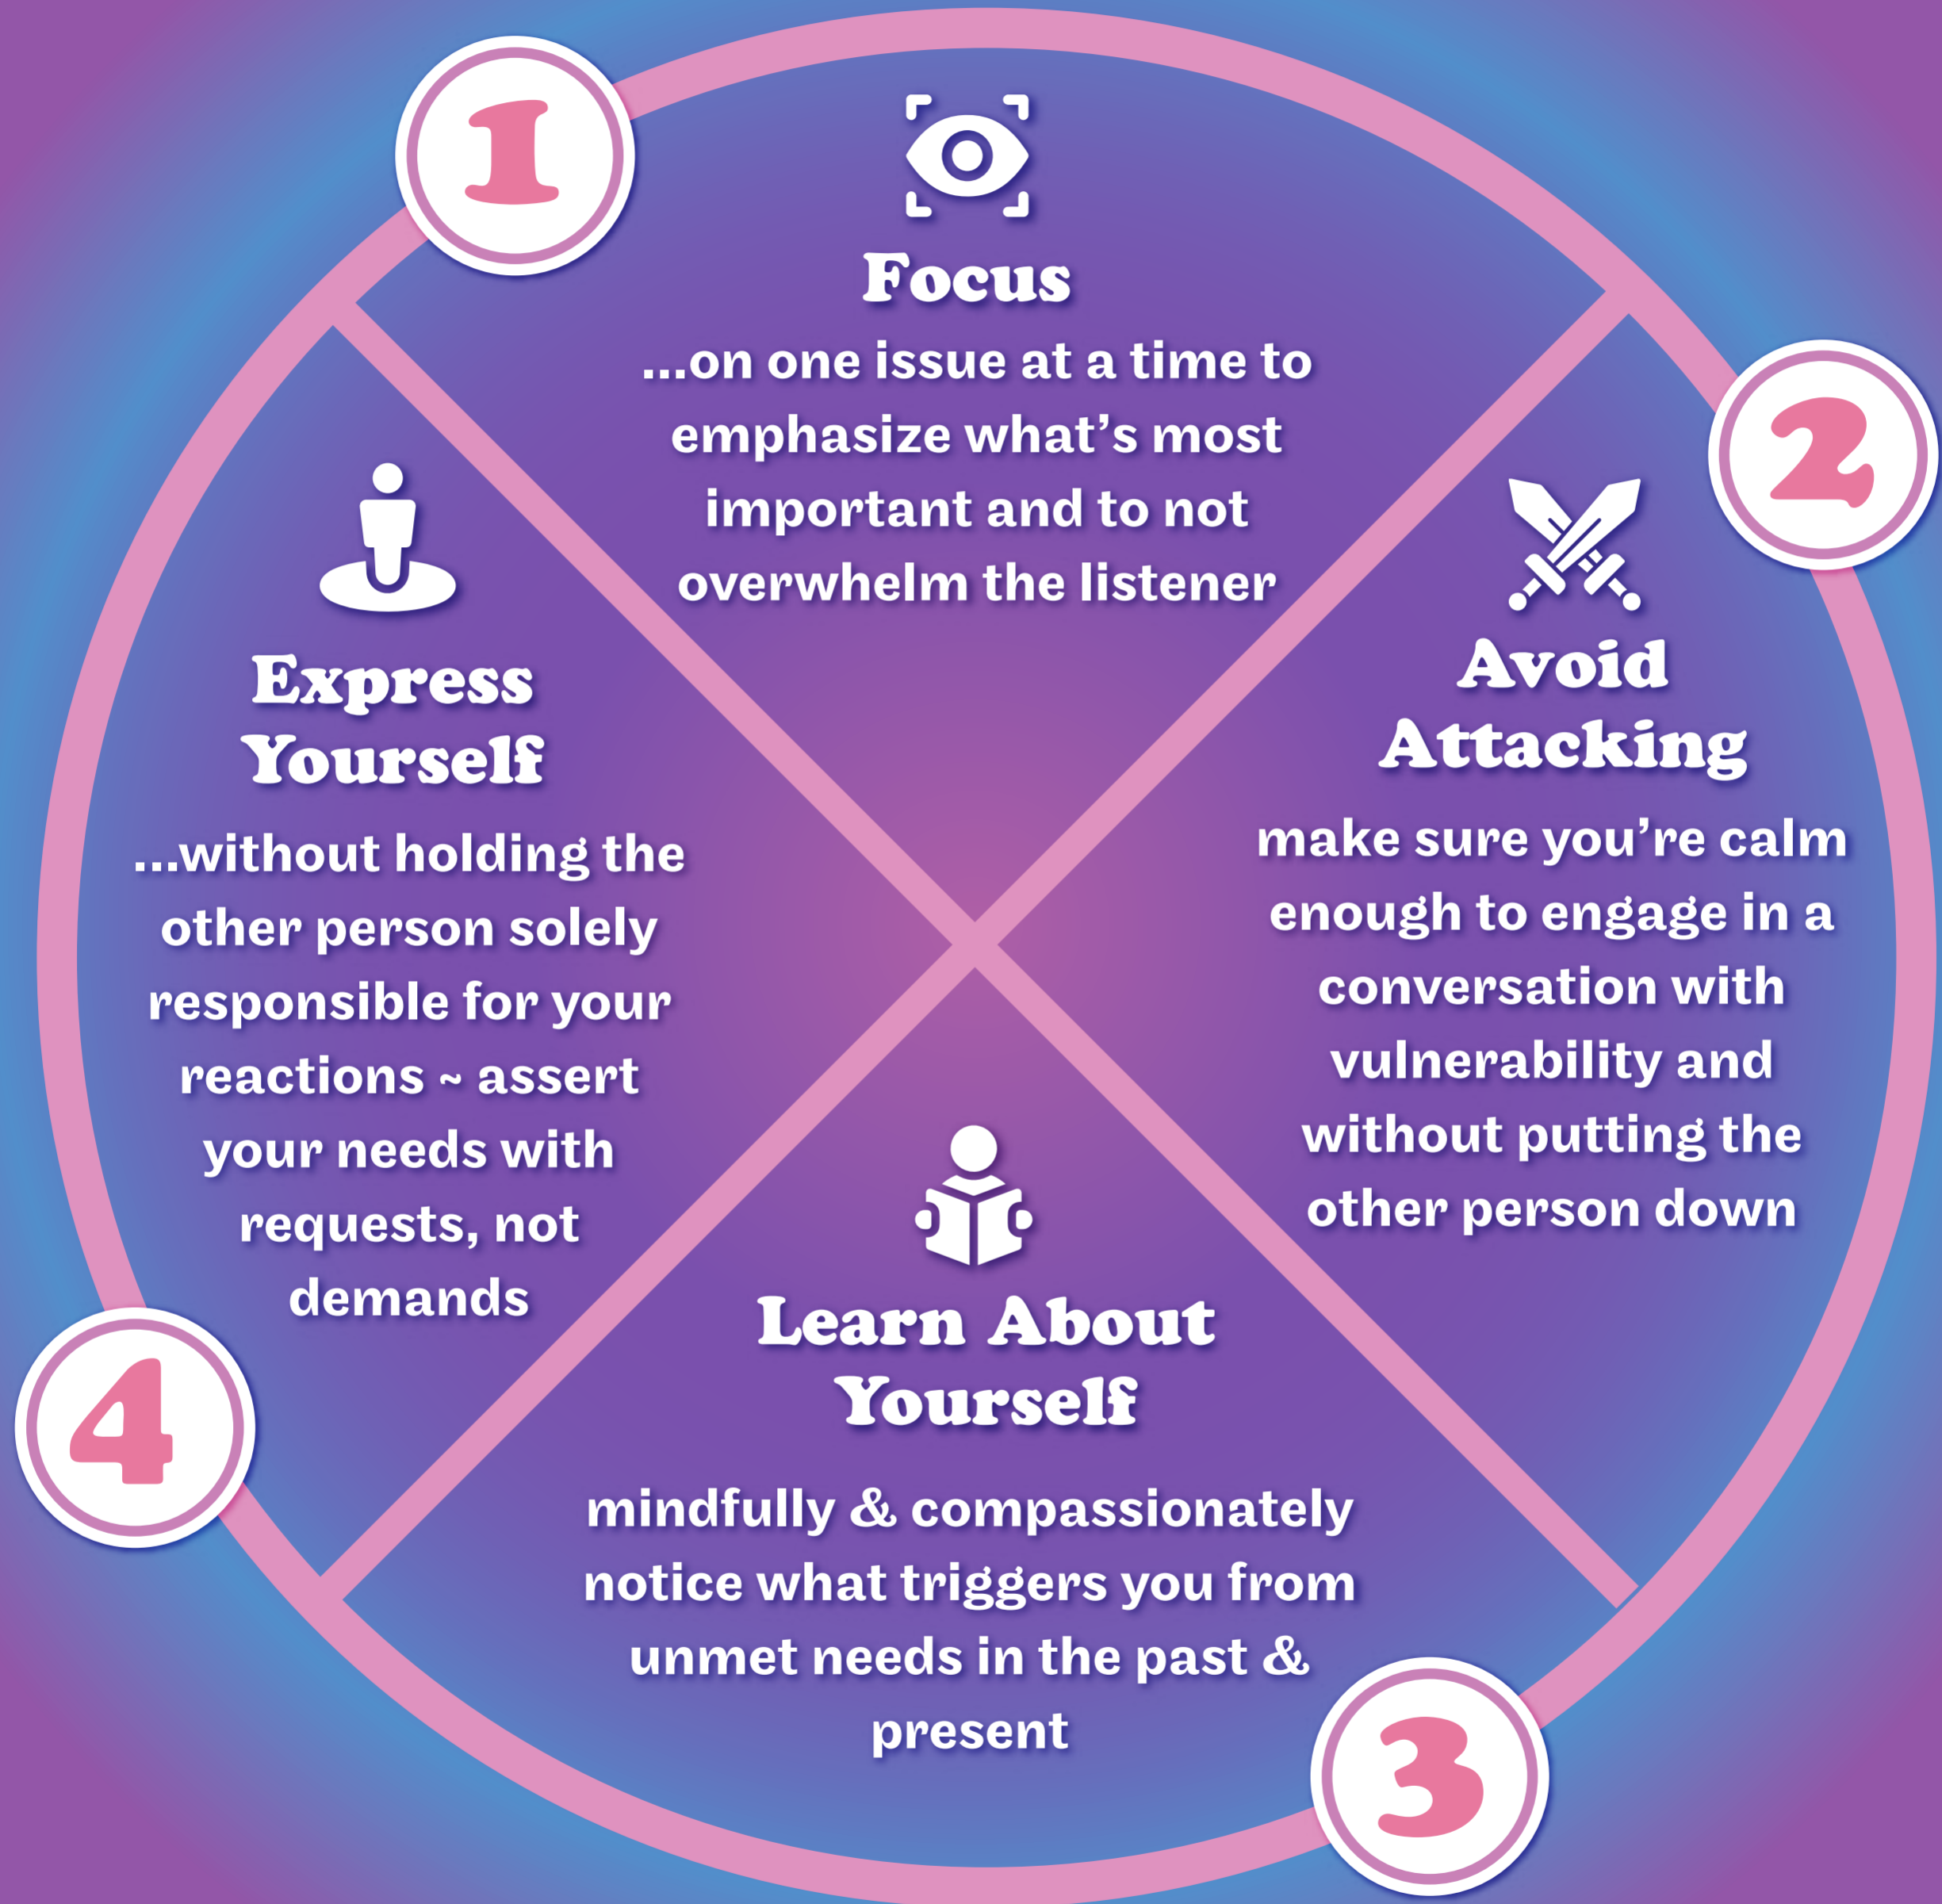 1
Focus
...on one issue at a time to
emphasize what’s most
important and to not
overwhelm the listener
2
Avoid
Attacking
make sure you’re calm
enough to engage in a
conversation with
vulnerability and
without putting the
other person down
3
Learn About
Yourself
mindfully & compassionately
notice what triggers you from
unmet needs in the past &
present
4
Express
Yourself
...without holding the
other person solely
responsible for your
reactions ~ assert
your needs with
requests, not
demands